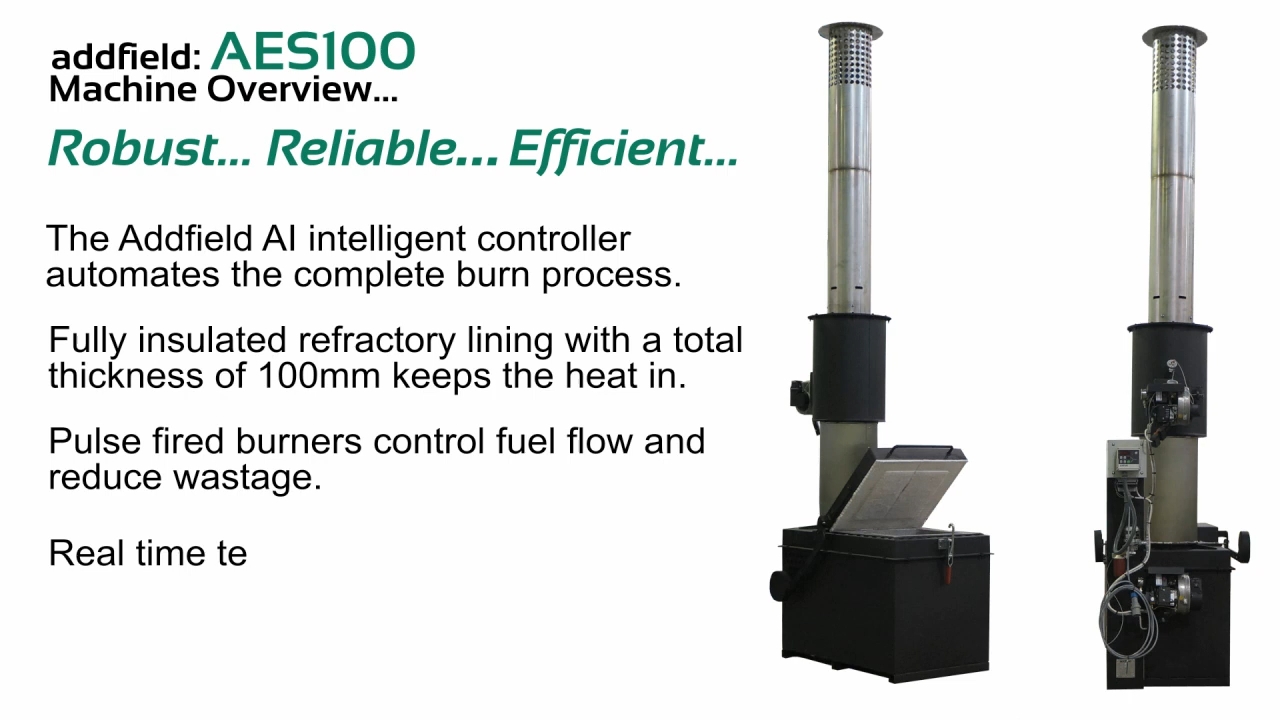 addfield: AES100
Machine Overview...
Robust... Reliable... Efficient...
The Addfield AI intelligent controller
automates the complete burn process.
Fully insulated refractory lining with a total
thickness of 100mm keeps the heat in.
Pulse fired burners control fuel flow and
reduce wastage.
Real time te